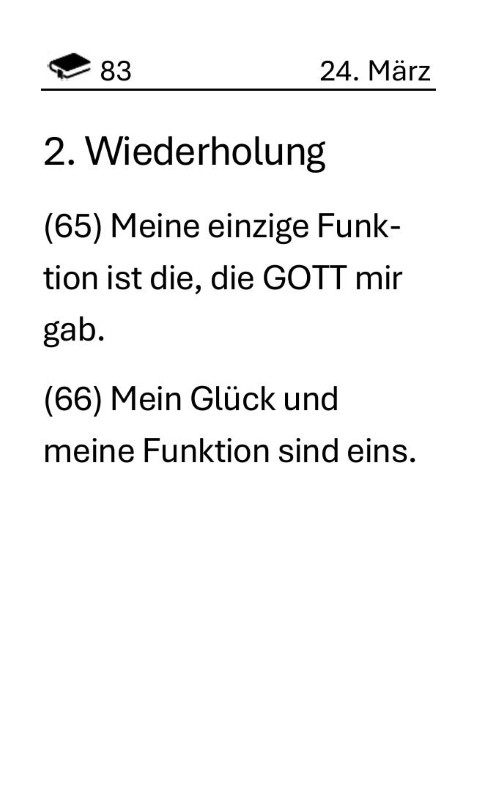 83 24. März
2. Wiederholung
(65) Meine einzige Funk-
tion ist die, die GOTT mir
gab.
(66) Mein Glück und
meine Funktion sind eins.